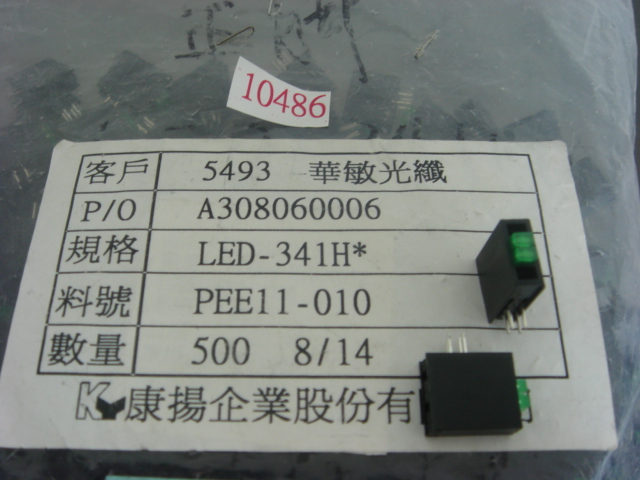 10486
客戶 5493 華敏光纖
P/O A308060006
規格 LED-341H*
料號 PEE11-010
數量 500 8/14
康揚企業股份有